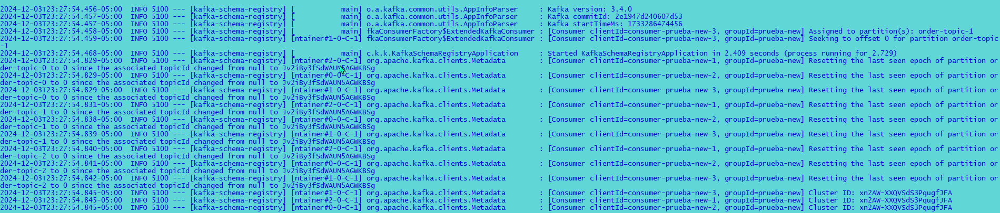 2024-12-03T23:27:54.456-05:00  INFO 5100 --- [kafka-schema-registry] [           main] o.a.kafka.common.utils.AppInfoParser     : Kafka version: 3.4.0
2024-12-03T23:27:54.457-05:00  INFO 5100 --- [kafka-schema-registry] [           main] o.a.kafka.common.utils.AppInfoParser     : Kafka commitId: 2e1947d240607d53
2024-12-03T23:27:54.457-05:00  INFO 5100 --- [kafka-schema-registry] [           main] o.a.kafka.common.utils.AppInfoParser     : Kafka startTimeMs: 1733286474456
2024-12-03T23:27:54.458-05:00  INFO 5100 --- [kafka-schema-registry] [           main] fkaConsumerFactory$ExtendedKafkaConsumer : [Consumer clientId=consumer-prueba-new-3, groupId=prueba-new] Assigned to partition(s): order-topic-1
2024-12-03T23:27:54.459-05:00  INFO 5100 --- [kafka-schema-registry] [ntainer#1-0-C-1] fkaConsumerFactory$ExtendedKafkaConsumer : [Consumer clientId=consumer-prueba-new-3, groupId=prueba-new] Seeking to offset 0 for partition order-topic
-1
2024-12-03T23:27:54.468-05:00  INFO 5100 --- [kafka-schema-registry] [           main] c.k.k.KafkaSchemaRegistryApplication     : Started KafkaSchemaRegistryApplication in 2.409 seconds (process running for 2.729)
2024-12-03T23:27:54.829-05:00  INFO 5100 --- [kafka-schema-registry] [ntainer#2-0-C-1] org.apache.kafka.clients.Metadata        : [Consumer clientId=consumer-prueba-new-1, groupId=prueba-new] Resetting the last seen epoch of partition or
der-topic-0 to 0 since the associated topicId changed from null to Jv2iBy3fSdWAUN5AGWKBSg
2024-12-03T23:27:54.829-05:00  INFO 5100 --- [kafka-schema-registry] [ntainer#0-0-C-1] org.apache.kafka.clients.Metadata        : [Consumer clientId=consumer-prueba-new-2, groupId=prueba-new] Resetting the last seen epoch of partition or
der-topic-0 to 0 since the associated topicId changed from null to Jv2iBy3fSdWAUN5AGWKBSg
2024-12-03T23:27:54.829-05:00  INFO 5100 --- [kafka-schema-registry] [ntainer#1-0-C-1] org.apache.kafka.clients.Metadata        : [Consumer clientId=consumer-prueba-new-3, groupId=prueba-new] Resetting the last seen epoch of partition or
der-topic-0 to 0 since the associated topicId changed from null to Jv2iBy3fSdWAUN5AGWKBSg
2024-12-03T23:27:54.831-05:00  INFO 5100 --- [kafka-schema-registry] [ntainer#2-0-C-1] org.apache.kafka.clients.Metadata        : [Consumer clientId=consumer-prueba-new-1, groupId=prueba-new] Resetting the last seen epoch of partition or
der-topic-1 to 0 since the associated topicId changed from null to Jv2iBy3fSdWAUN5AGWKBSg
2024-12-03T23:27:54.838-05:00  INFO 5100 --- [kafka-schema-registry] [ntainer#0-0-C-1] org.apache.kafka.clients.Metadata        : [Consumer clientId=consumer-prueba-new-2, groupId=prueba-new] Resetting the last seen epoch of partition or
der-topic-1 to 0 since the associated topicId changed from null to Jv2iBy3fSdWAUN5AGWKBSg
2024-12-03T23:27:54.839-05:00  INFO 5100 --- [kafka-schema-registry] [ntainer#1-0-C-1] org.apache.kafka.clients.Metadata        : [Consumer clientId=consumer-prueba-new-3, groupId=prueba-new] Resetting the last seen epoch of partition or
der-topic-1 to 0 since the associated topicId changed from null to Jv2iBy3fSdWAUN5AGWKBSg
2024-12-03T23:27:54.840-05:00  INFO 5100 --- [kafka-schema-registry] [ntainer#2-0-C-1] org.apache.kafka.clients.Metadata        : [Consumer clientId=consumer-prueba-new-1, groupId=prueba-new] Resetting the last seen epoch of partition or
der-topic-2 to 0 since the associated topicId changed from null to Jv2iBy3fSdWAUN5AGWKBSg
2024-12-03T23:27:54.841-05:00  INFO 5100 --- [kafka-schema-registry] [ntainer#0-0-C-1] org.apache.kafka.clients.Metadata        : [Consumer clientId=consumer-prueba-new-2, groupId=prueba-new] Resetting the last seen epoch of partition or
der-topic-2 to 0 since the associated topicId changed from null to Jv2iBy3fSdWAUN5AGWKBSg
2024-12-03T23:27:54.842-05:00  INFO 5100 --- [kafka-schema-registry] [ntainer#1-0-C-1] org.apache.kafka.clients.Metadata        : [Consumer clientId=consumer-prueba-new-3, groupId=prueba-new] Resetting the last seen epoch of partition or
der-topic-2 to 0 since the associated topicId changed from null to Jv2iBy3fSdWAUN5AGWKBSg
2024-12-03T23:27:54.845-05:00  INFO 5100 --- [kafka-schema-registry] [ntainer#1-0-C-1] org.apache.kafka.clients.Metadata        : [Consumer clientId=consumer-prueba-new-3, groupId=prueba-new] Cluster ID: xn2AW-XXQVSdS3PqugfJFA
2024-12-03T23:27:54.845-05:00  INFO 5100 --- [kafka-schema-registry] [ntainer#2-0-C-1] org.apache.kafka.clients.Metadata        : [Consumer clientId=consumer-prueba-new-1, groupId=prueba-new] Cluster ID: xn2AW-XXQVSdS3PqugfJFA
2024-12-03T23:27:54.845-05:00  INFO 5100 --- [kafka-schema-registry] [ntainer#0-0-C-1] org.apache.kafka.clients.Metadata        : [Consumer clientId=consumer-prueba-new-2, groupId=prueba-new] Cluster ID: xn2AW-XXQVSdS3PqugfJFA